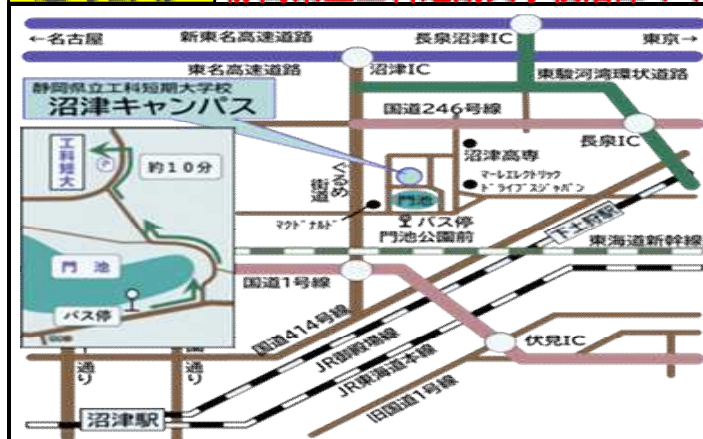 ←名古屋
新東名高速道路
長泉沼津IC
東京→
東名高速道路
沼津IC
東駿河湾環状道路
静岡県立工科短期大学校
沼津キャンパス
国道246号線
長泉IC
工科短大
P
約10分
街道
沼津高専
マーレエレクトリック
ドライブスジャパン
門池
マクドナルド
バス停
門池公園前
下土狩駅
東海道新幹線
門池
国道1号線
バス停
国道414号線
JR御殿場線
JR東海道本線
旧国道1号線
伏見IC
通り
通り
沼津駅